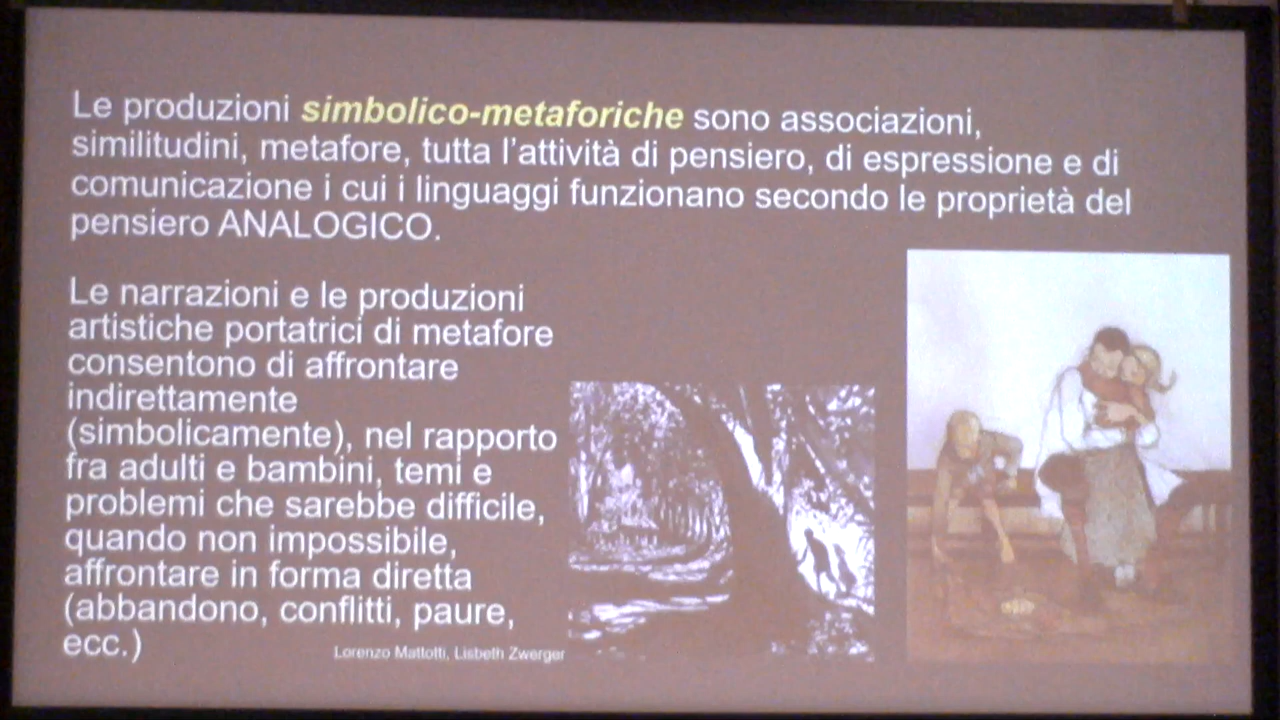 Le produzioni simbolico-metaforiche sono associazioni,
similitudini, metafore, tutta l'attività di pensiero, di espressione e di
comunicazione i cui i linguaggi funzionano secondo le proprietà del
pensiero ANALOGICO.
Le narrazioni e le produzioni
artistiche portatrici di metafore
consentono di affrontare
indirettamente
(simbolicamente), nel rapporto
fra adulti e bambini, temi e
problemi che sarebbe difficile,
quando non impossibile,
affrontare in forma diretta
(abbandono, conflitti, paure,
ecc.)
Lorenzo Mattotti, Lisbeth Zwerger